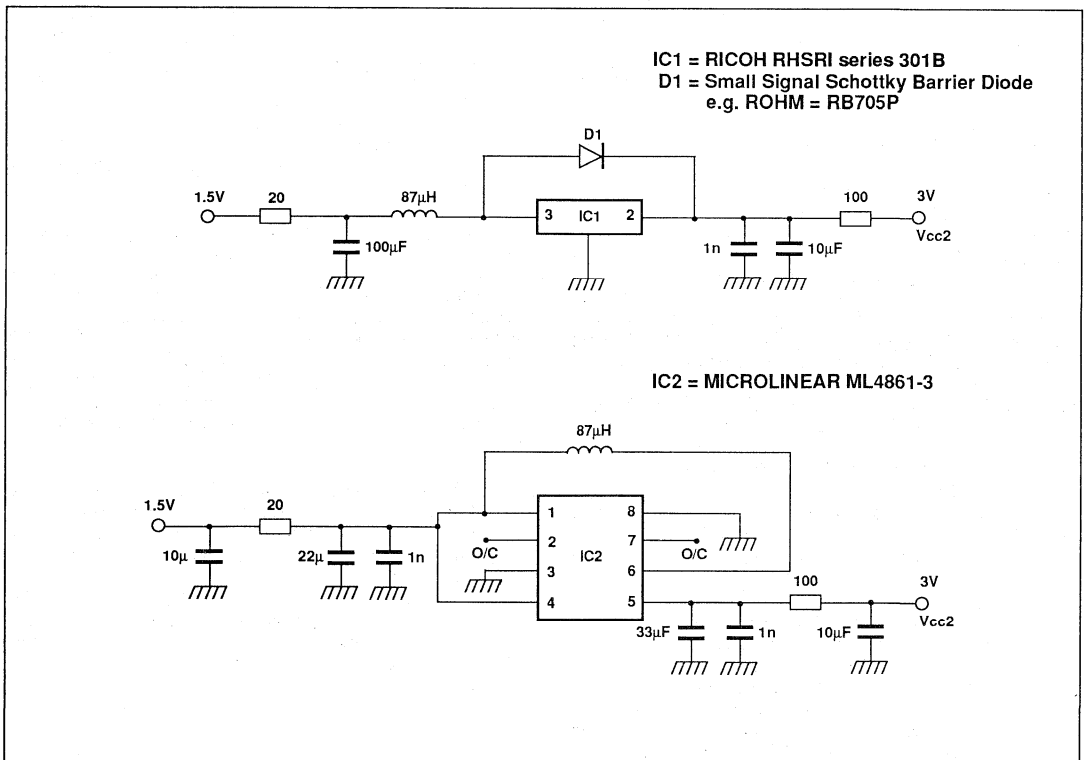 IC1 = RICOH RHSRI series 301B
D1 = Small Signal Schottky Barrier Diode
e.g. ROHM = RB705P
D1
1.5V
20
87µH
3 IC1 2
100
3V
100µF
1n
10µF
Vcc2
IC2 = MICROLINEAR ML4861-3
87µH
1.5V
20
1
8
O/C
2
7
O/C
10µ
22µ
1n
3
IC2
6
4
5
100
3V
Vcc2
33µF
1n
10µF